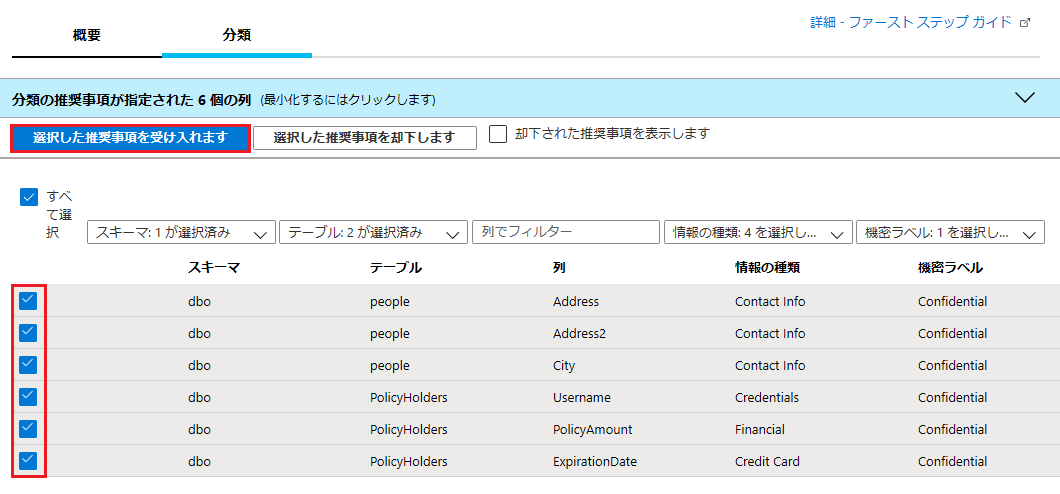 詳細 - ファースト ステップ ガイド
概要 分類
分類の推奨事項が指定された 6 個の列 (最小化するにはクリックします)
選択した推奨事項を受け入れます 選択した推奨事項を却下します 却下された推奨事項を表示します
すべ
て選
択
スキーマ: 1 が選択済み テーブル: 2 が選択済み 列でフィルター 情報の種類: 4 を選択し... 機密ラベル: 1 を選択し...
スキーマ テーブル 列 情報の種類 機密ラベル
dbo people Address Contact Info Confidential
dbo people Address2 Contact Info Confidential
dbo people City Contact Info Confidential
dbo PolicyHolders Username Credentials Confidential
dbo PolicyHolders PolicyAmount Financial Confidential
dbo PolicyHolders ExpirationDate Credit Card Confidential